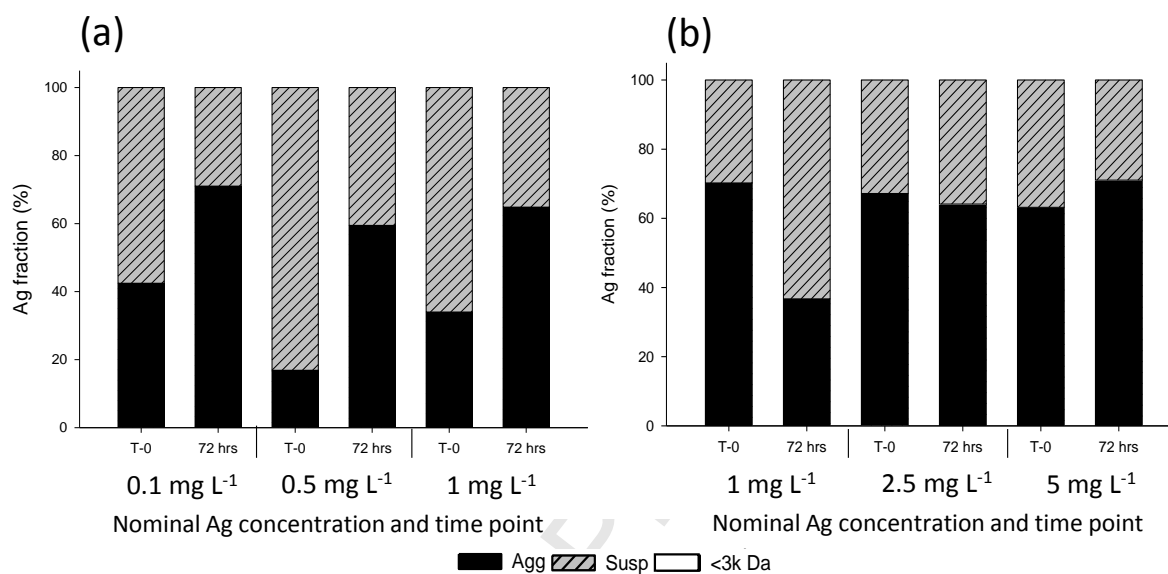 (a)
100
80
60
40
20
0
Ag fraction (%)
T-0 72 hrs T-0 72 hrs T-0 72 hrs
0.1 mg L-1 0.5 mg L-1 1 mg L-1
Nominal Ag concentration and time point
(b)
100
80
60
40
20
0
Ag fraction (%)
T-0 72 hrs T-0 72 hrs T-0 72 hrs
1 mg L-1 2.5 mg L-1 5 mg L-1
Nominal Ag concentration and time point
Agg Susp <3k Da